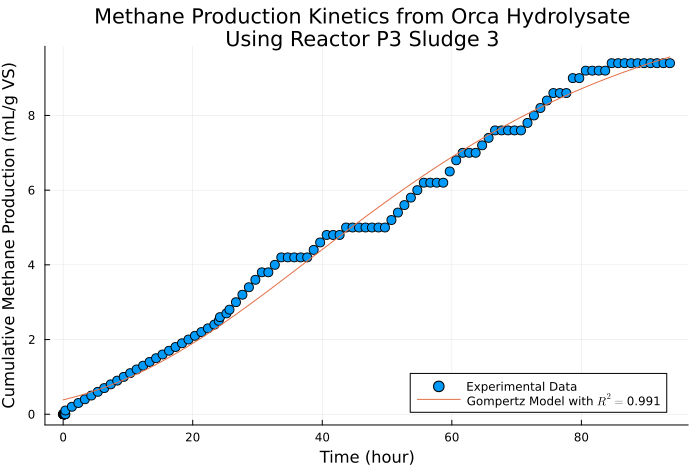 Methane Production Kinetics from Orca Hydrolysate
Using Reactor P3 Sludge 3
Cumulative Methane Production (mL/g VS)
8
6
4
2
0
0 20 40 60 80
Time (hour)
Experimental Data
Gompertz Model with R² = 0.991